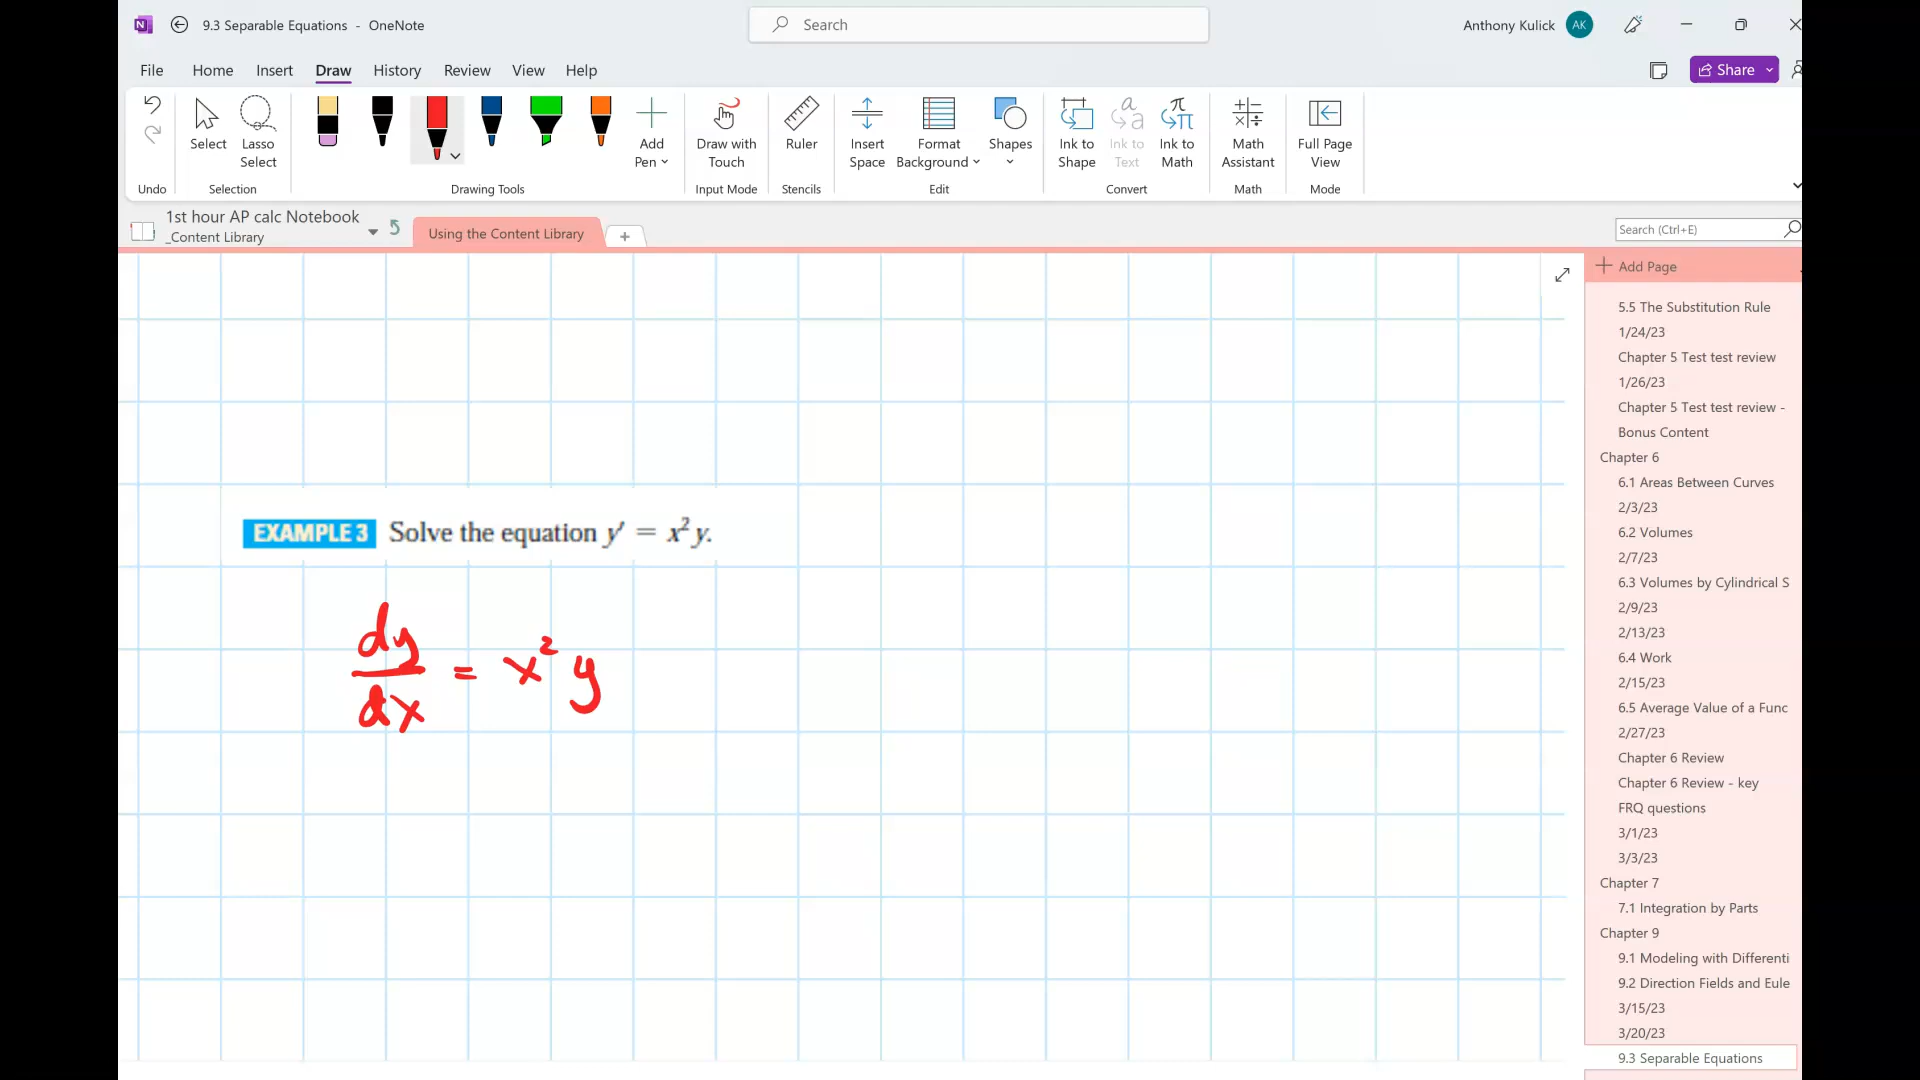 9.3 Separable Equations - OneNote
Search
Anthony Kulick AK
File Home Insert Draw History Review View Help
Share
Select
Lasso Select
Add Pen
Draw with Touch
Ruler
Insert Space
Format Background
Shapes
Ink to Shape
Ink to Text
Ink to Math
Math Assistant
Full Page View
Undo Selection Drawing Tools Input Mode Stencils Edit Convert Math Mode
1st hour AP calc Notebook
_Content Library
Using the Content Library
Search (Ctrl+E)
Add Page
5.5 The Substitution Rule
1/24/23
Chapter 5 Test test review
1/26/23
Chapter 5 Test test review -
Bonus Content
Chapter 6
6.1 Areas Between Curves
2/3/23
6.2 Volumes
2/7/23
6.3 Volumes by Cylindrical S
2/9/23
2/13/23
6.4 Work
2/15/23
6.5 Average Value of a Func
2/27/23
Chapter 6 Review
Chapter 6 Review - key
FRQ questions
3/1/23
3/3/23
Chapter 7
7.1 Integration by Parts
Chapter 9
9.1 Modeling with Differenti
9.2 Direction Fields and Eule
3/15/23
3/20/23
9.3 Separable Equations
EXAMPLE 3 Solve the equation y′ = x² y.
dy/dx = x² y